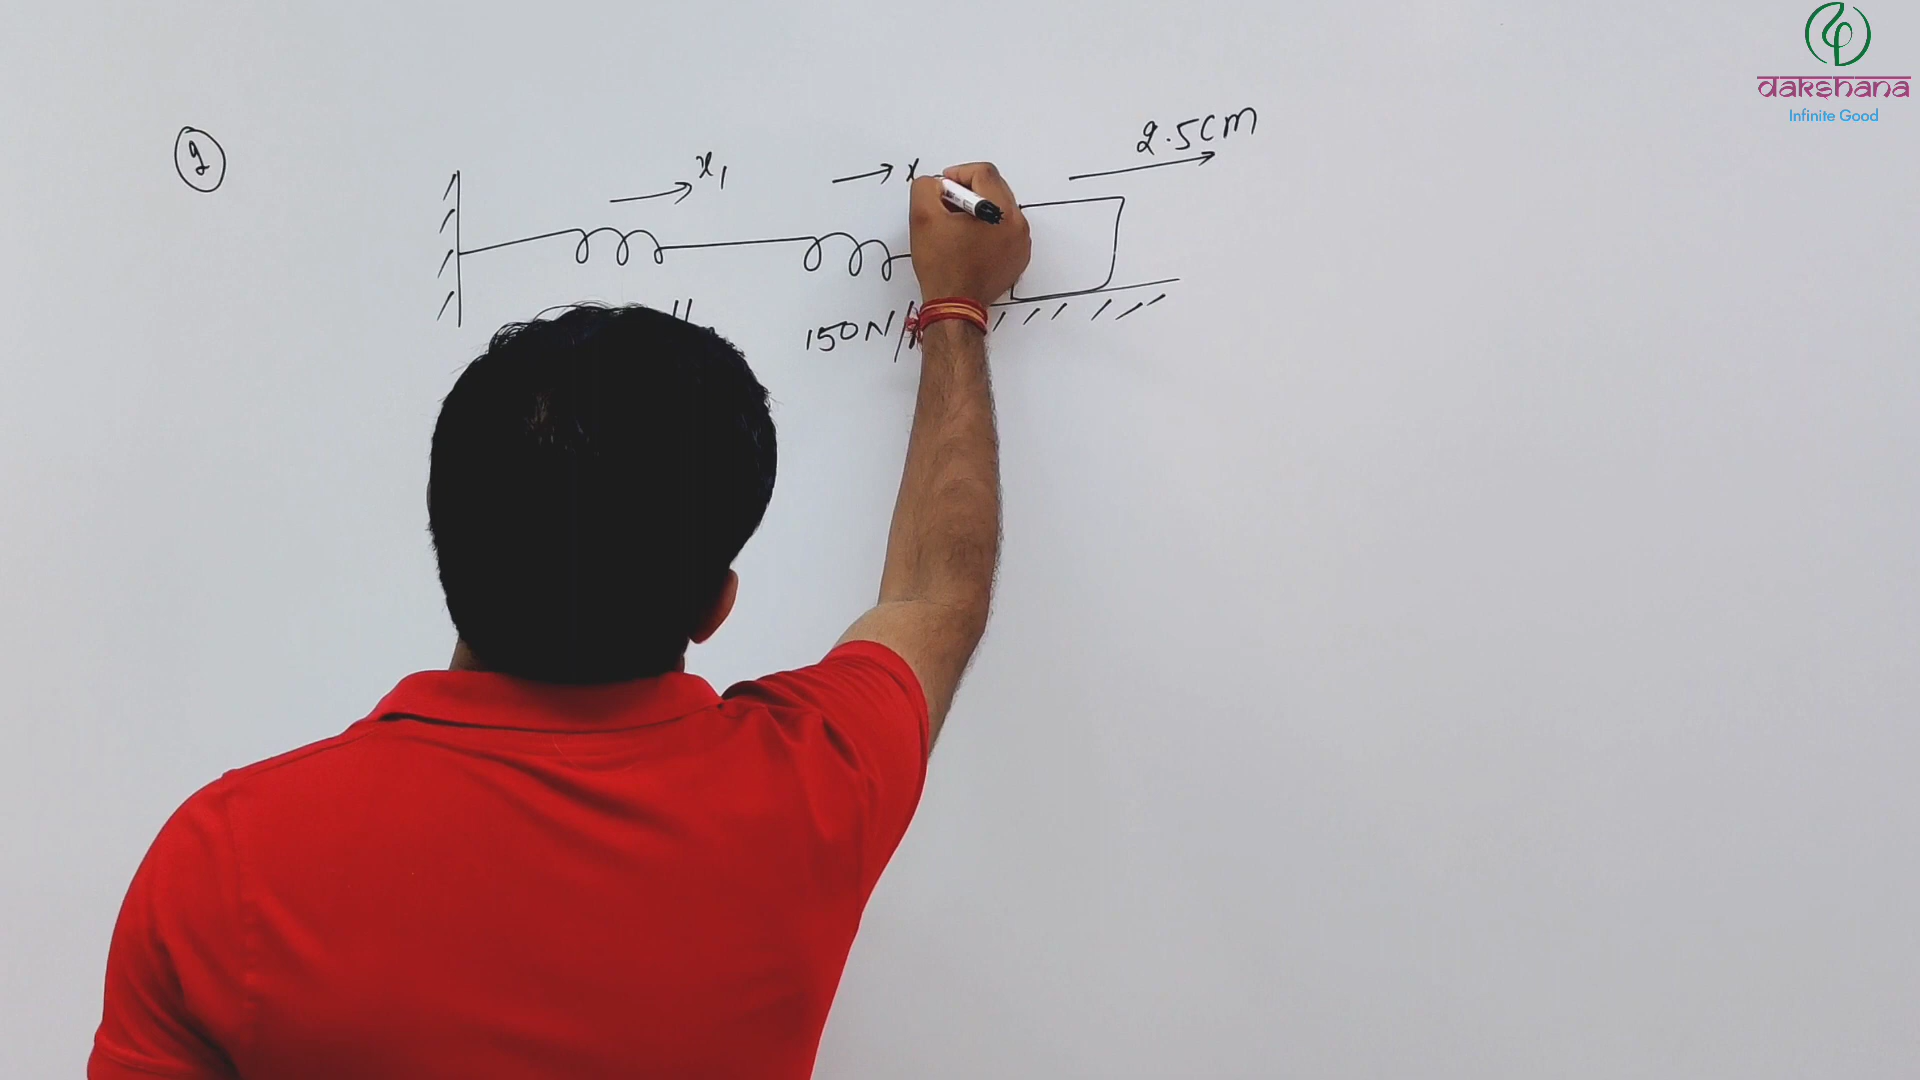 dakshana
Infinite Good
2
x₁
x
2.5cm
150N/